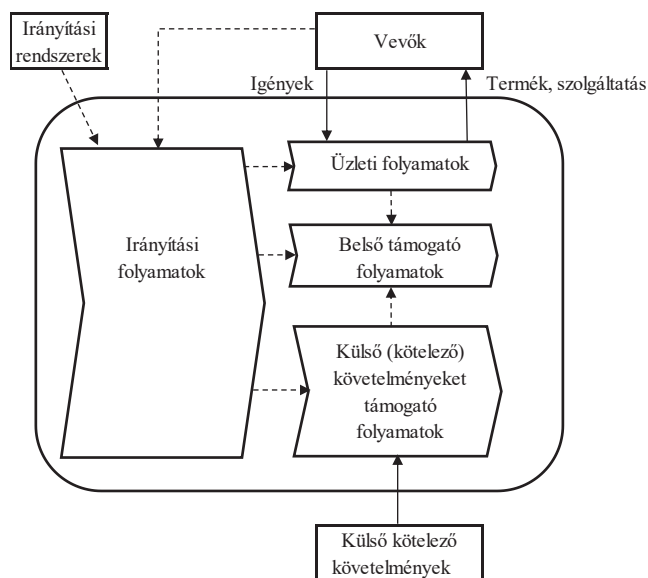 Irányítási
rendszerek
Vevők
Igények
Termék, szolgáltatás
Üzleti folyamatok
Irányítási
folyamatok
Belső támogató
folyamatok
Külső (kötelező)
követelményeket
támogató
folyamatok
Külső kötelező
követelmények